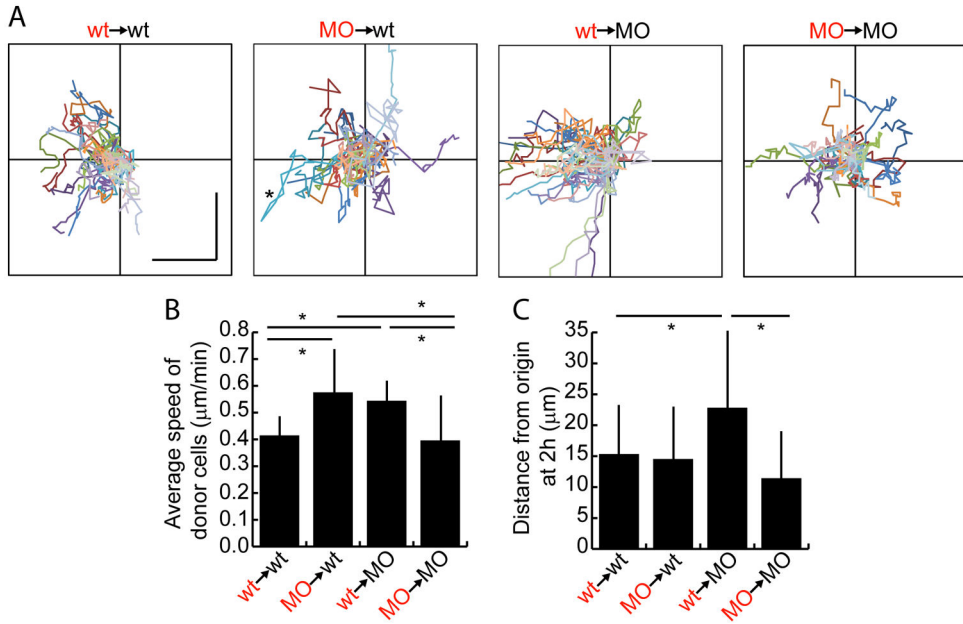 A
wt→wt
MO→wt
wt→MO
MO→MO
*
B
Average speed of
donor cells (μm/min)
0.8
0.7
0.6
0.5
0.4
0.3
0.2
0.1
0.0
*
*
*
*
wt→wt
MO→wt
wt→MO
MO→MO
C
Distance from origin
at 2h (μm)
35
30
25
20
15
10
5
0
*
*
wt→wt
MO→wt
wt→MO
MO→MO